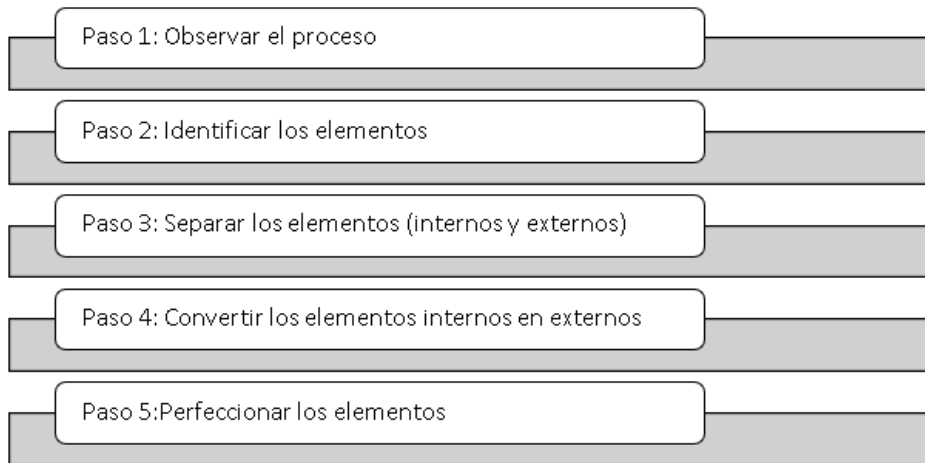 Paso 1: Observar el proceso
Paso 2: Identificar los elementos
Paso 3: Separar los elementos (internos y externos)
Paso 4: Convertir los elementos internos en externos
Paso 5:Perfeccionar los elementos